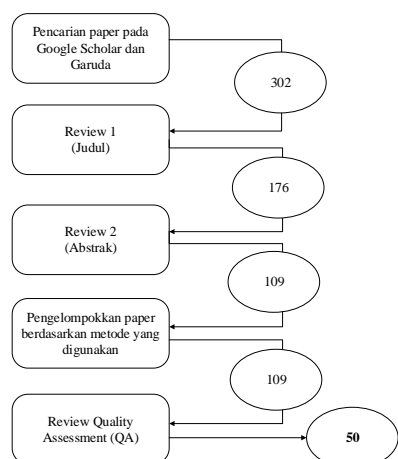 Pencarian paper pada
Google Scholar dan
Garuda
302
Review 1
(Judul)
176
Review 2
(Abstrak)
109
Pengelompokkan paper
berdasarkan metode yang
digunakan
109
Review Quality
Assessment (QA)
50